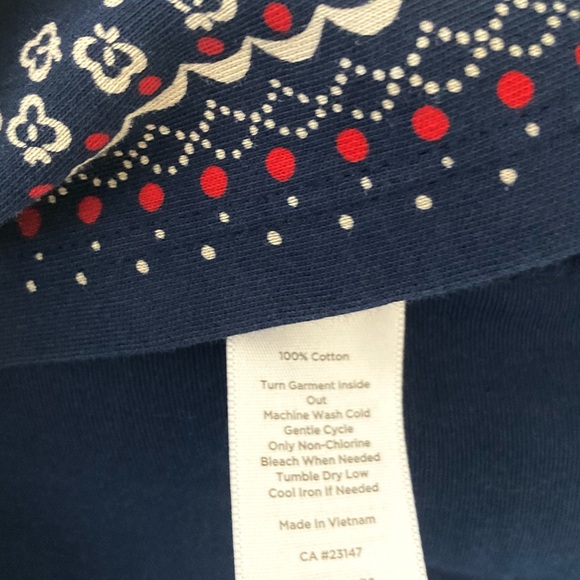 100% Cotton
Turn Garment Inside
Out
Machine Wash Cold
Gentle Cycle
Only Non-Chlorine
Bleach When Needed
Tumble Dry Low
Cool Iron If Needed
Made in Vietnam
CA #23147